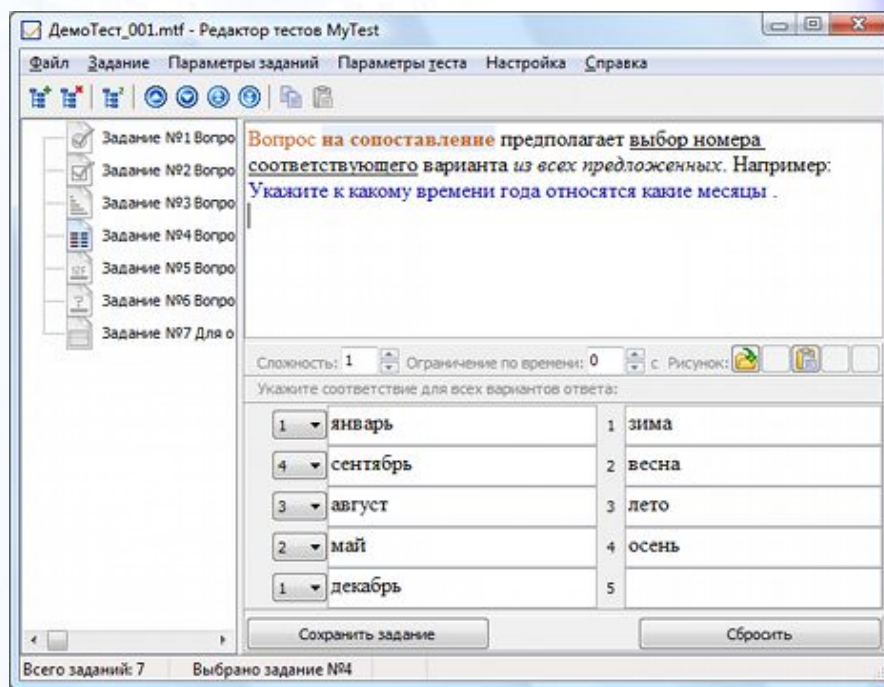 ДемоТест_001.mtf - Редактор тестов MyTest
Файл Задание Параметры заданий Параметры теста Настройка Справка
Задание №1 Вопро
Задание №2 Вопро
Задание №3 Вопро
Задание №4 Вопро
Задание №5 Вопро
Задание №6 Вопро
Задание №7 Для о
Вопрос на сопоставление предполагает выбор номера
соответствующего варианта из всех предложенных. Например:
Укажите к какому времени года относятся какие месяцы .
Сложность: 1 Ограничение по времени: 0 с Рисунок:
Укажите соответствие для всех вариантов ответа:
1 январь 1 зима
4 сентябрь 2 весна
3 август 3 лето
2 май 4 осень
1 декабрь 5
Сохранить задание Сбросить
Всего заданий: 7 Выбрано задание №4